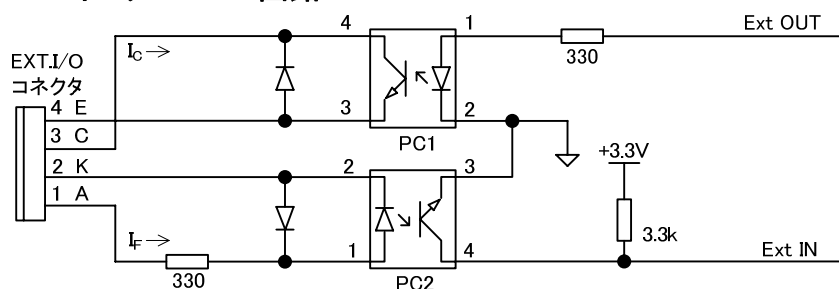 4
1
Ext OUT
IC→
330
EXT.I/O
コネクタ
4 E
3
2
3 C
PC1
+3.3V
2 K
2
3
1 A
3.3k
IF→
1
4
Ext IN
330
PC2